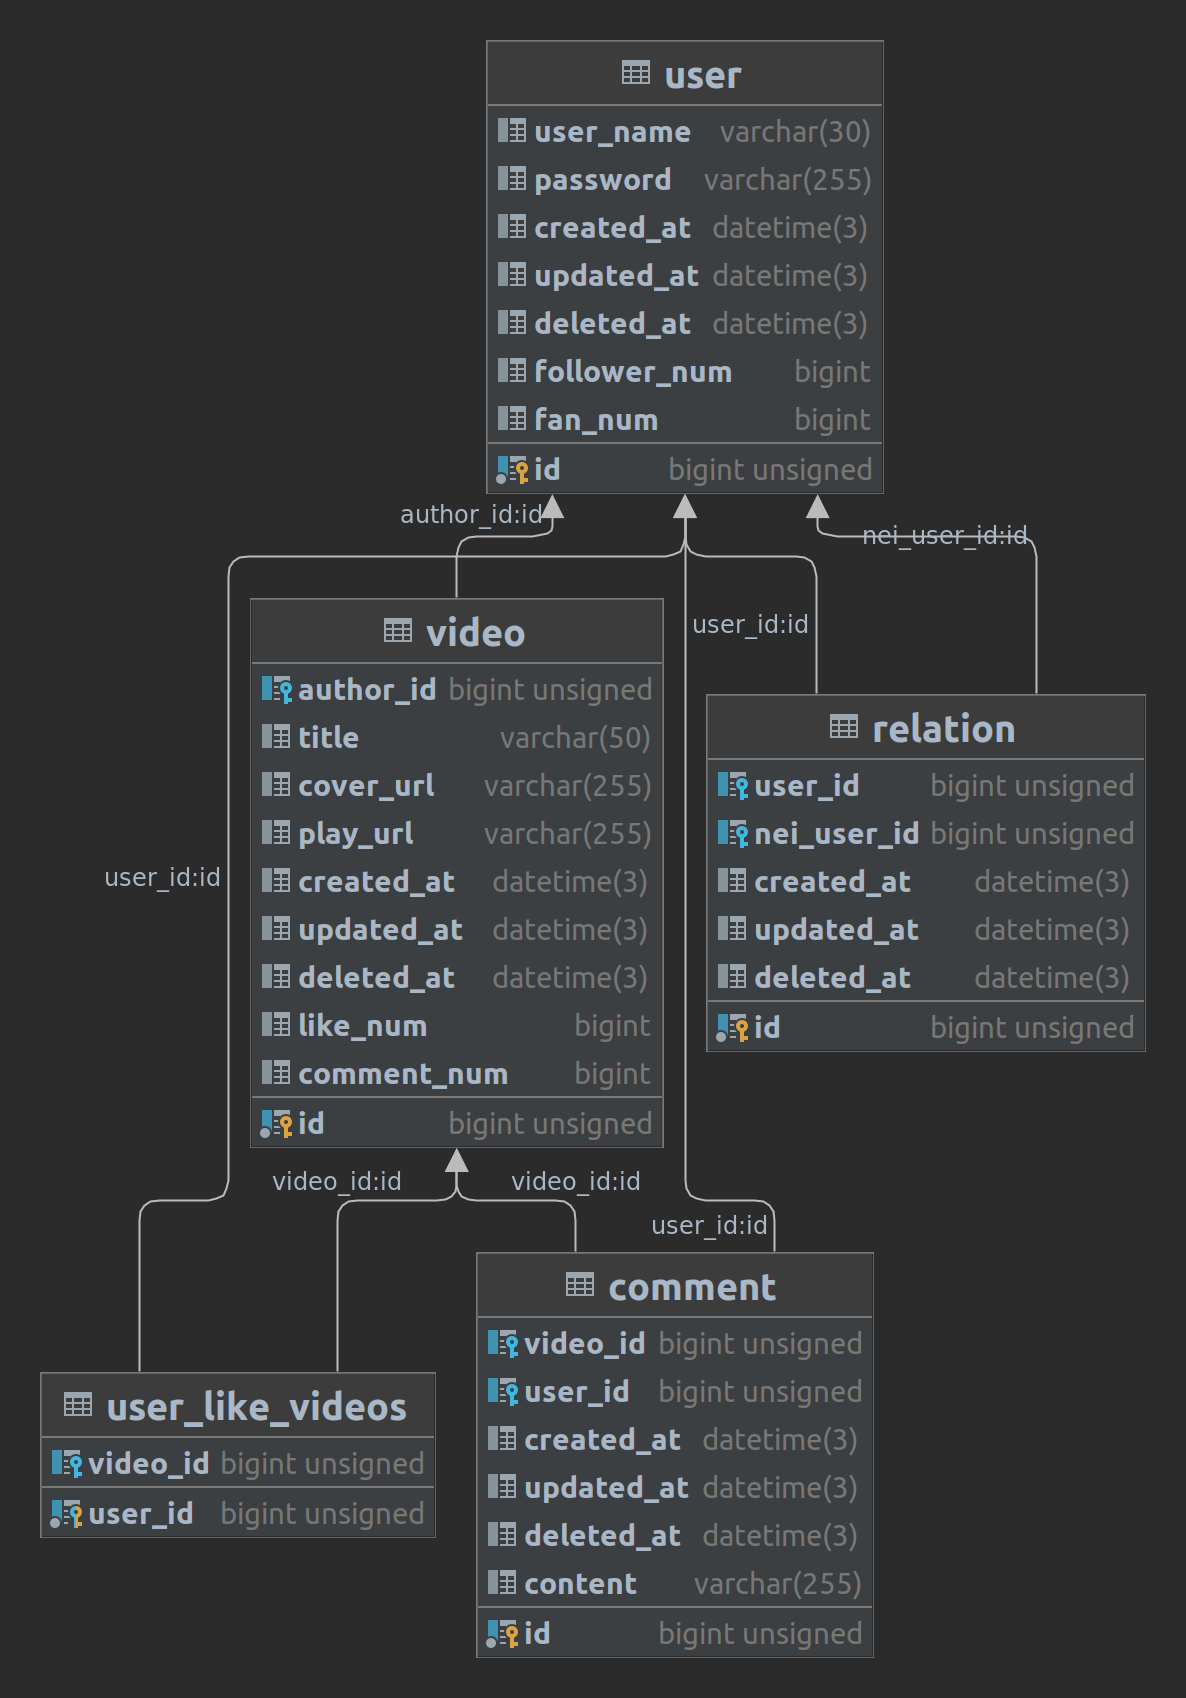 user
user_name varchar(30)
password varchar(255)
created_at datetime(3)
updated_at datetime(3)
deleted_at datetime(3)
follower_num bigint
fan_num bigint
id bigint unsigned
author_id:id
nei_user_id:id
user_id:id
user_id:id
video
author_id bigint unsigned
title varchar(50)
cover_url varchar(255)
play_url varchar(255)
created_at datetime(3)
updated_at datetime(3)
deleted_at datetime(3)
like_num bigint
comment_num bigint
id bigint unsigned
relation
user_id bigint unsigned
nei_user_id bigint unsigned
created_at datetime(3)
updated_at datetime(3)
deleted_at datetime(3)
id bigint unsigned
video_id:id
video_id:id
user_id:id
comment
video_id bigint unsigned
user_id bigint unsigned
created_at datetime(3)
updated_at datetime(3)
deleted_at datetime(3)
content varchar(255)
id bigint unsigned
user_like_videos
video_id bigint unsigned
user_id bigint unsigned